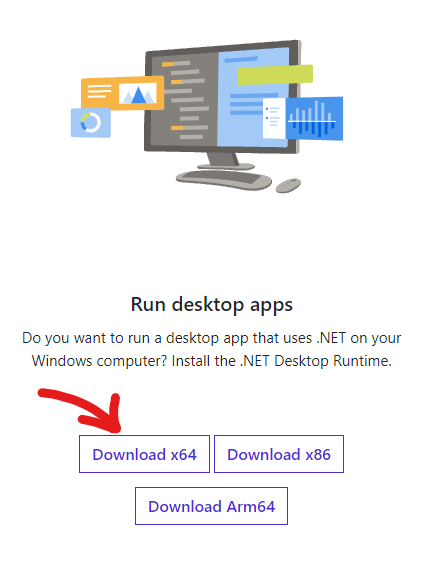 Run desktop apps
Do you want to run a desktop app that uses .NET on your
Windows computer? Install the .NET Desktop Runtime.
Download x64
Download x86
Download Arm64